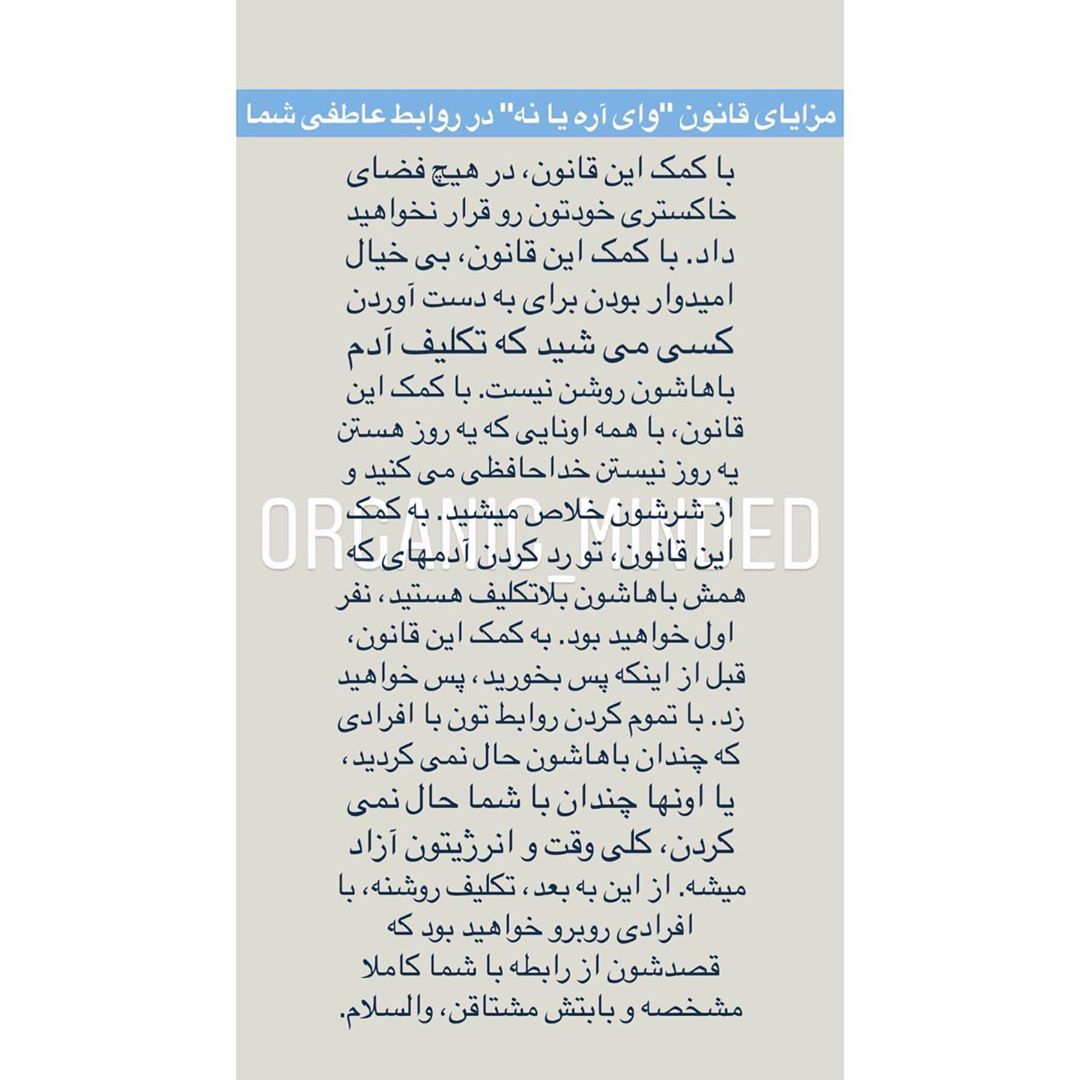 مزایای قانون "وای آره یا نه" در روابط عاطفی شما
با کمک این قانون، در هیچ فضای
خاکستری خودتون رو قرار نخواهید
داد. با کمک این قانون، بی خیال
امیدوار بودن برای به دست آوردن
کسی می شید که تکلیف آدم
باهاشون روشن نیست. با کمک این
قانون، با همه اونایی که یه روز هستن
یه روز نیستن خداحافظی می کنید و
از شرشون خلاص میشید. به کمک
ORGANIC_MINDED
این قانون، تو رد کردن آدمهای که
همش باهاشون بلاتکلیف هستید، نفر
اول خواهید بود. به کمک این قانون،
قبل از اینکه پس بخورید، پس خواهید
زد. با تموم کردن روابط تون با افرادی
که چندان باهاشون حال نمی کردید،
یا اونها چندان با شما حال نمی
کردن، کلی وقت و انرژیتون آزاد
میشه. از این به بعد، تکلیف روشنه، با
افرادی روبرو خواهید بود که
قصدشون از رابطه با شما کاملا
مشخصه و بابتش مشتاقن، والسلام.